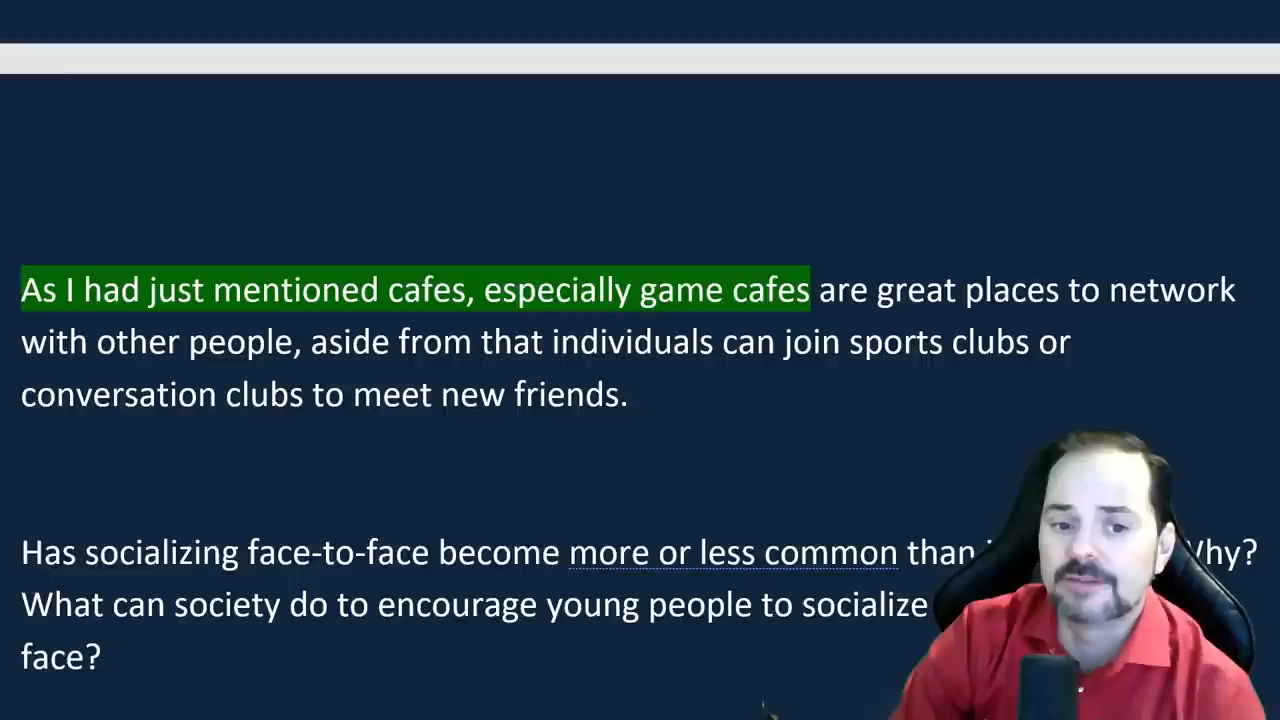 As I had just mentioned cafes, especially game cafes are great places to network
with other people, aside from that individuals can join sports clubs or
conversation clubs to meet new friends.
Has socializing face-to-face become more or less common than Why?
What can society do to encourage young people to socialize
face?